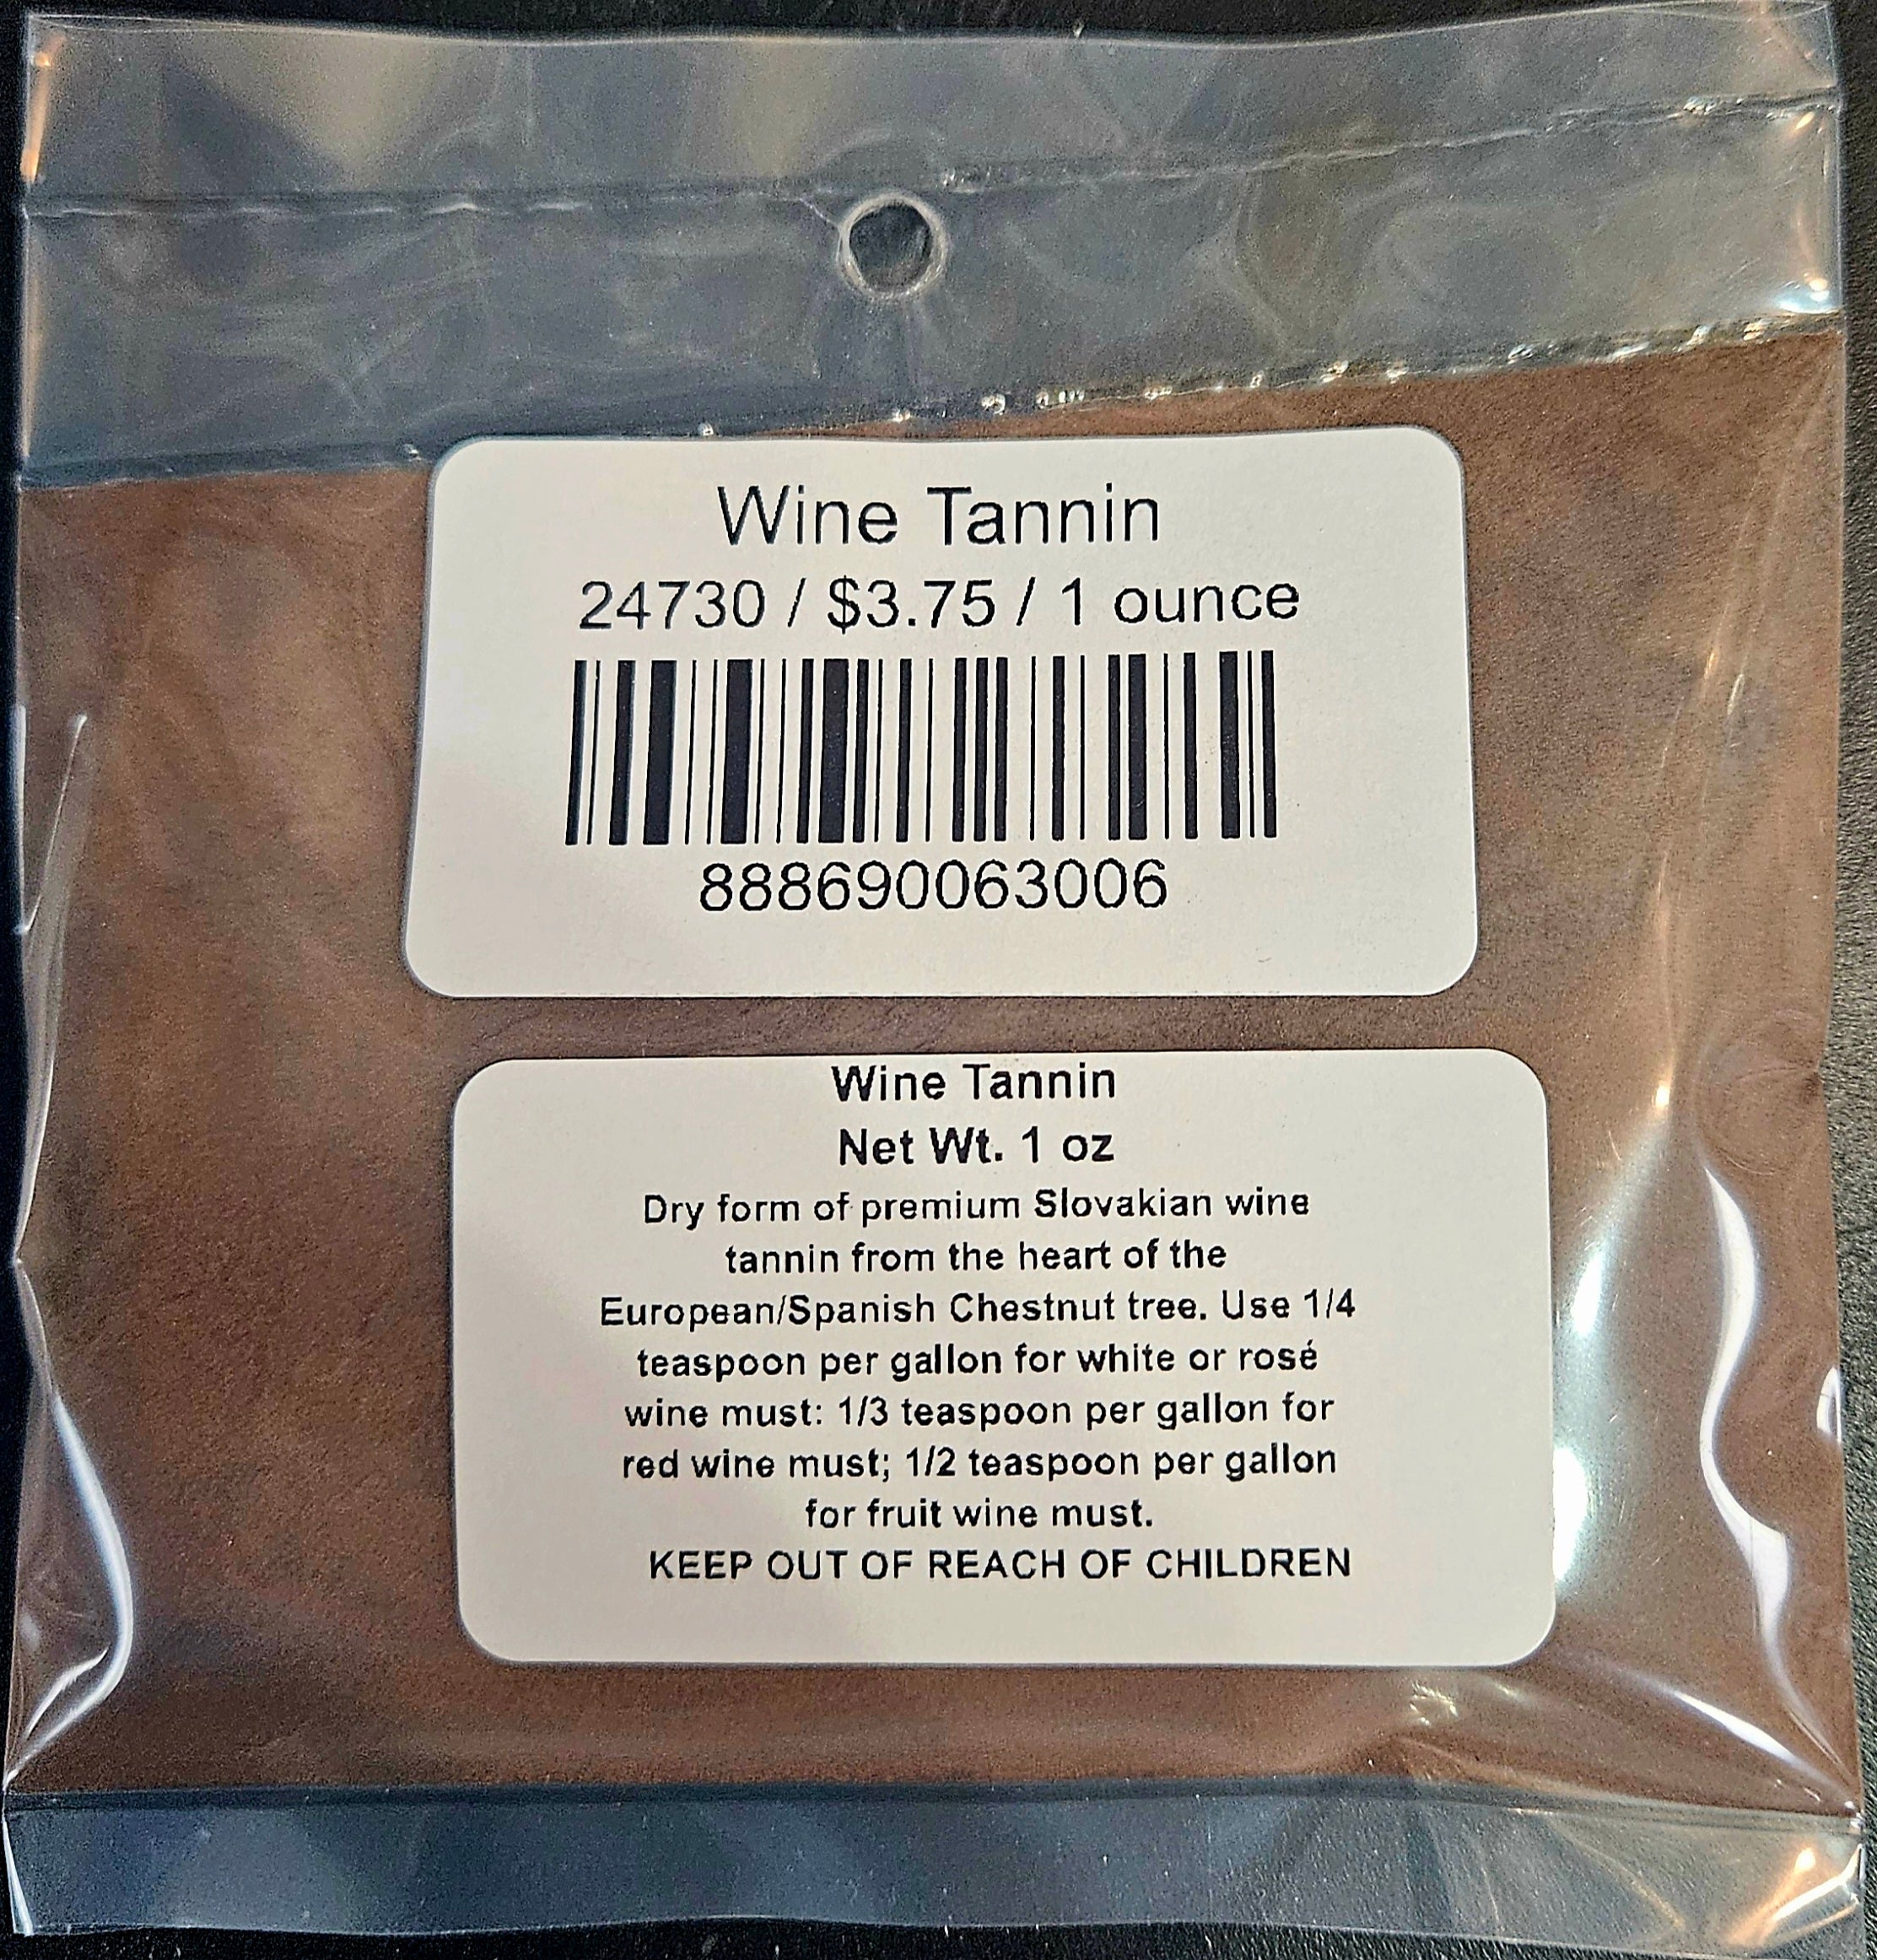 Wine Tannin
24730 / $3.75 / 1 ounce
888690063006
Wine Tannin
Net Wt. 1 oz
Dry form of premium Slovakian wine
tannin from the heart of the
European/Spanish Chestnut tree. Use 1/4
teaspoon per gallon for white or rosé
wine must: 1/3 teaspoon per gallon for
red wine must; 1/2 teaspoon per gallon
for fruit wine must.
KEEP OUT OF REACH OF CHILDREN